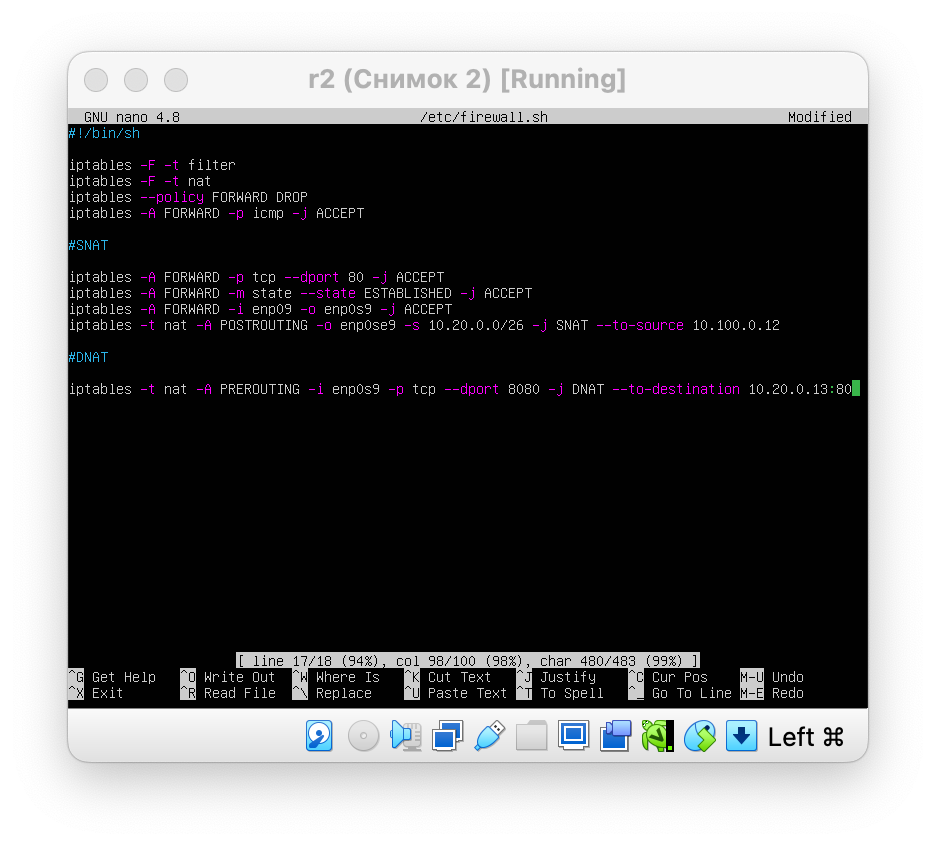 r2 (Снимок 2) [Running]
GNU nano 4.8 /etc/firewall.sh Modified
#!/bin/sh
iptables -F -t filter
iptables -F -t nat
iptables --policy FORWARD DROP
iptables -A FORWARD -p icmp -j ACCEPT
#SNAT
iptables -A FORWARD -p tcp --dport 80 -j ACCEPT
iptables -A FORWARD -m state --state ESTABLISHED -j ACCEPT
iptables -A FORWARD -i enp09 -o enp0s9 -j ACCEPT
iptables -t nat -A POSTROUTING -o enp0se9 -s 10.20.0.0/26 -j SNAT --to-source 10.100.0.12
#DNAT
iptables -t nat -A PREROUTING -i enp0s9 -p tcp --dport 8080 -j DNAT --to-destination 10.20.0.13:80
[ line 17/18 (94%), col 98/100 (98%), char 480/483 (99%) ]
^G Get Help ^O Write Out ^W Where Is ^K Cut Text ^J Justify ^C Cur Pos M-U Undo
^X Exit ^R Read File ^\ Replace ^U Paste Text ^T To Spell ^_ Go To Line M-E Redo
Left ⌘